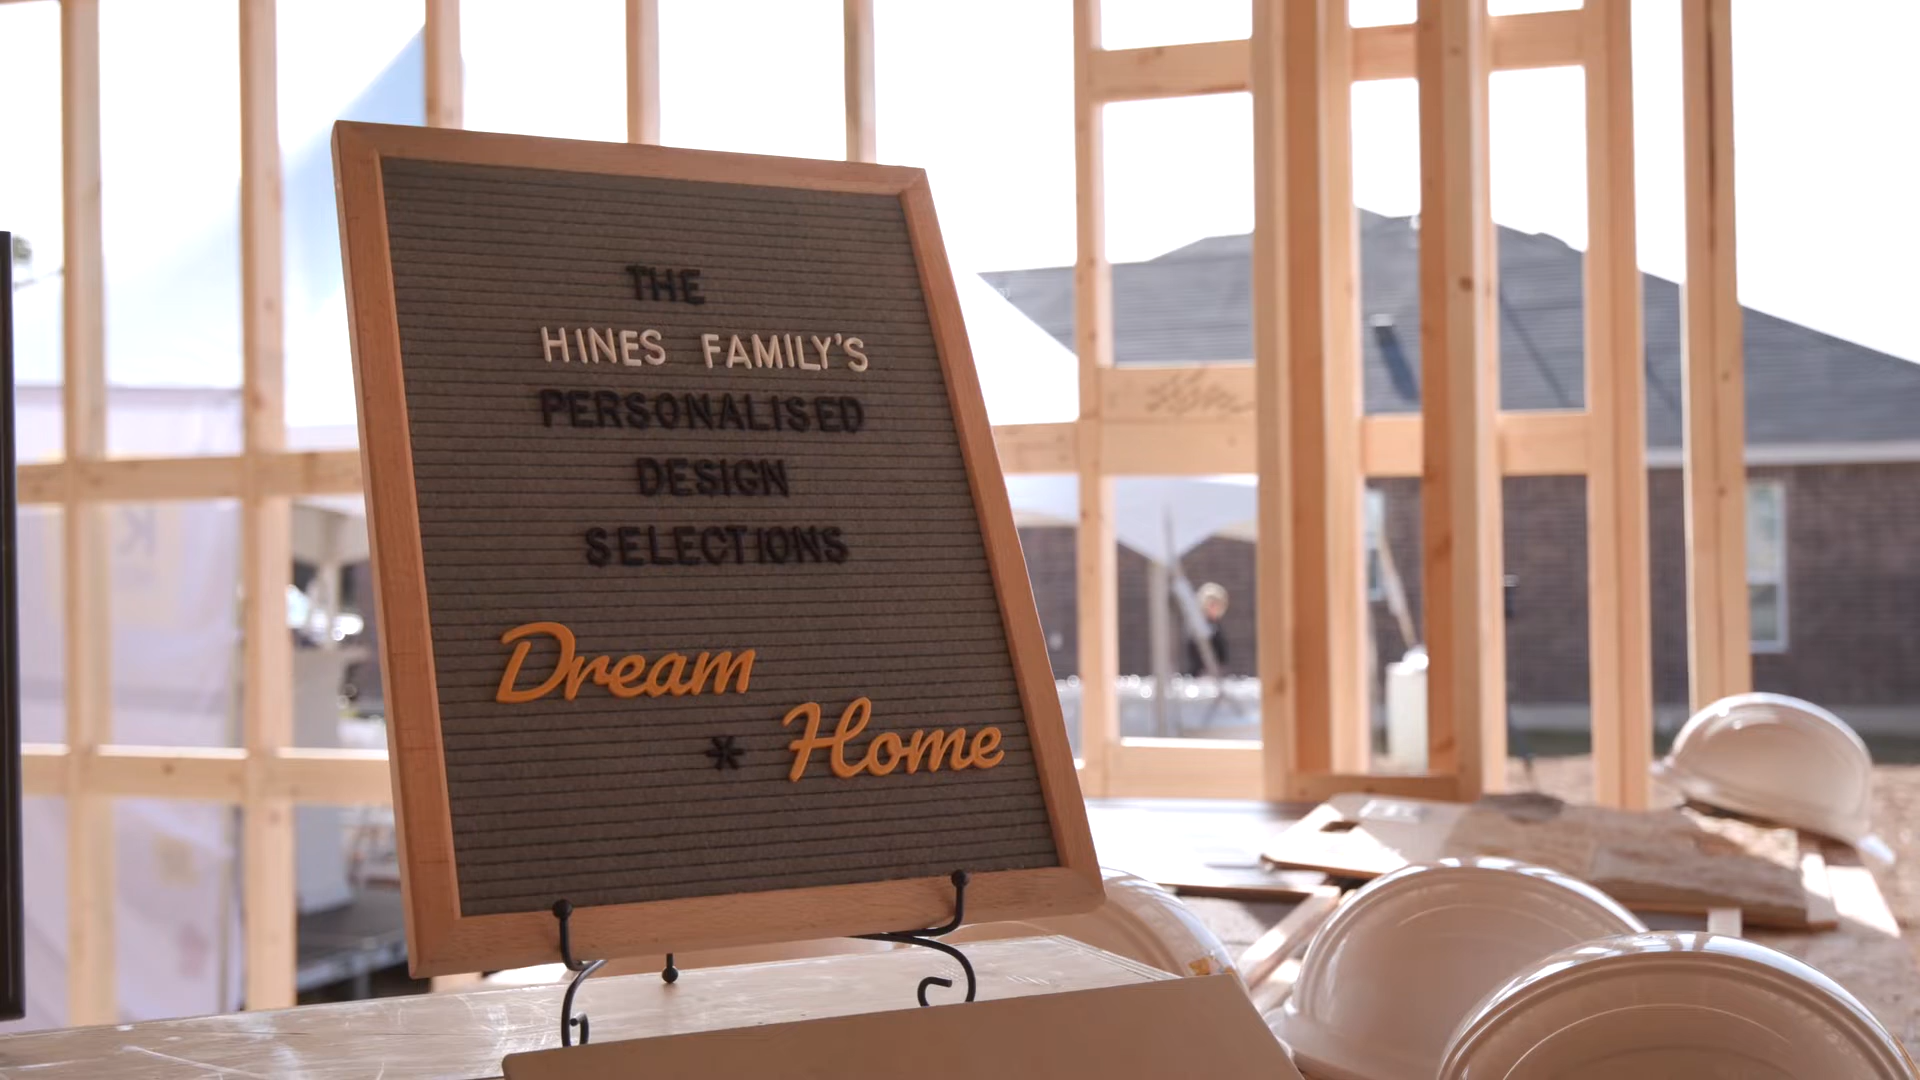 THE
HINES FAMILY'S
PERSONALISED
DESIGN
SELECTIONS
Dream
* Home